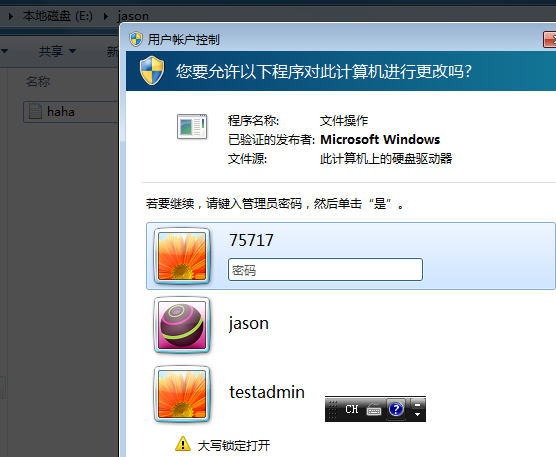 本地磁盘 (E:) ▸ jason
共享
新
名称
haha
用户帐户控制
您要允许以下程序对此计算机进行更改吗?
程序名称: 文件操作
已验证的发布者: Microsoft Windows
文件源: 此计算机上的硬盘驱动器
若要继续，请键入管理员密码，然后单击“是”。
75717
密码
jason
testadmin
CH
大写锁定打开